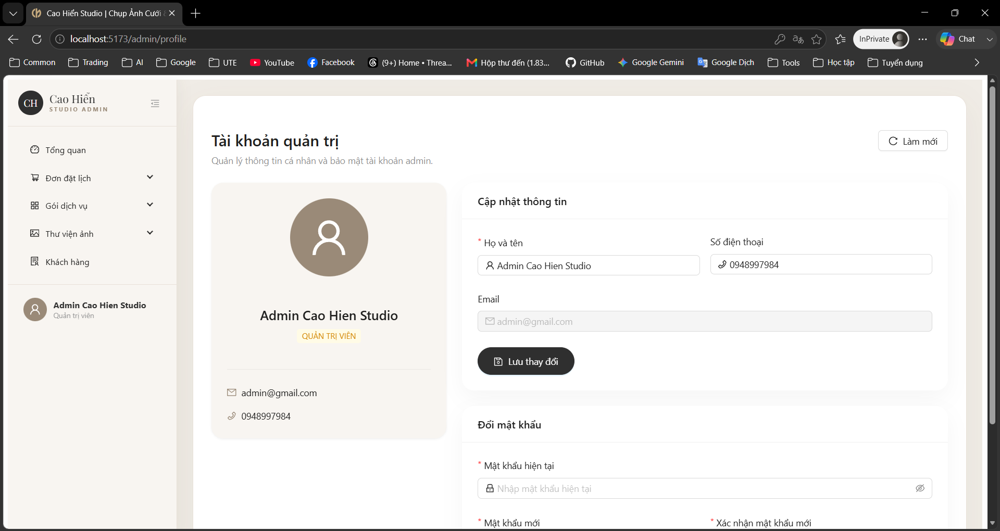 Cao Hiển Studio | Chụp Ảnh Cưới
localhost:5173/admin/profile
InPrivate
Chat
Common
Trading
AI
Google
UTE
YouTube
Facebook
(9+) Home • Threa...
Hộp thư đến (1.83...
GitHub
Google Gemini
Google Dịch
Tools
Học tập
Tuyển dụng
CH
Cao Hiển
STUDIO ADMIN
Tổng quan
Đơn đặt lịch
Gói dịch vụ
Thư viện ảnh
Khách hàng
Admin Cao Hien Studio
Quản trị viên
Tài khoản quản trị
Quản lý thông tin cá nhân và bảo mật tài khoản admin.
Làm mới
Admin Cao Hien Studio
QUẢN TRỊ VIÊN
admin@gmail.com
0948997984
Cập nhật thông tin
* Họ và tên
Admin Cao Hien Studio
Số điện thoại
0948997984
Email
admin@gmail.com
Lưu thay đổi
Đổi mật khẩu
* Mật khẩu hiện tại
Nhập mật khẩu hiện tại
* Mật khẩu mới
* Xác nhận mật khẩu mới